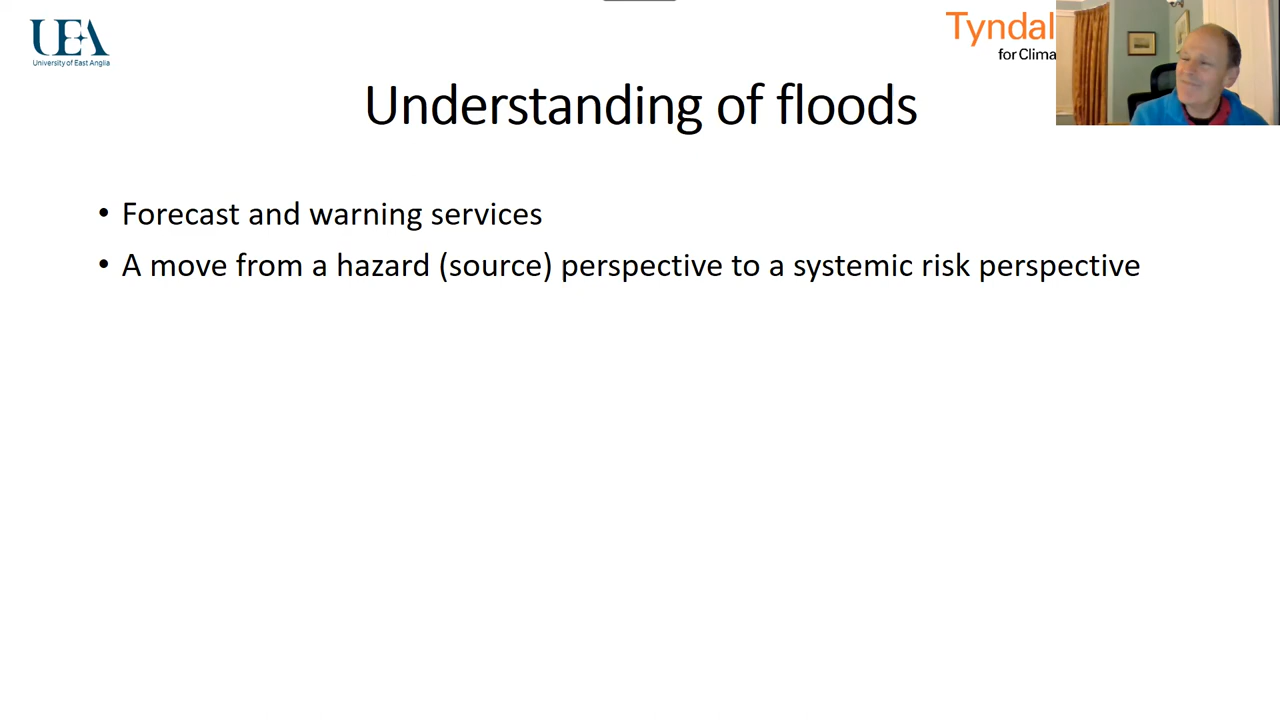 UEA
University of East Anglia
Tyndal
for Clima
Understanding of floods
• Forecast and warning services
• A move from a hazard (source) perspective to a systemic risk perspective